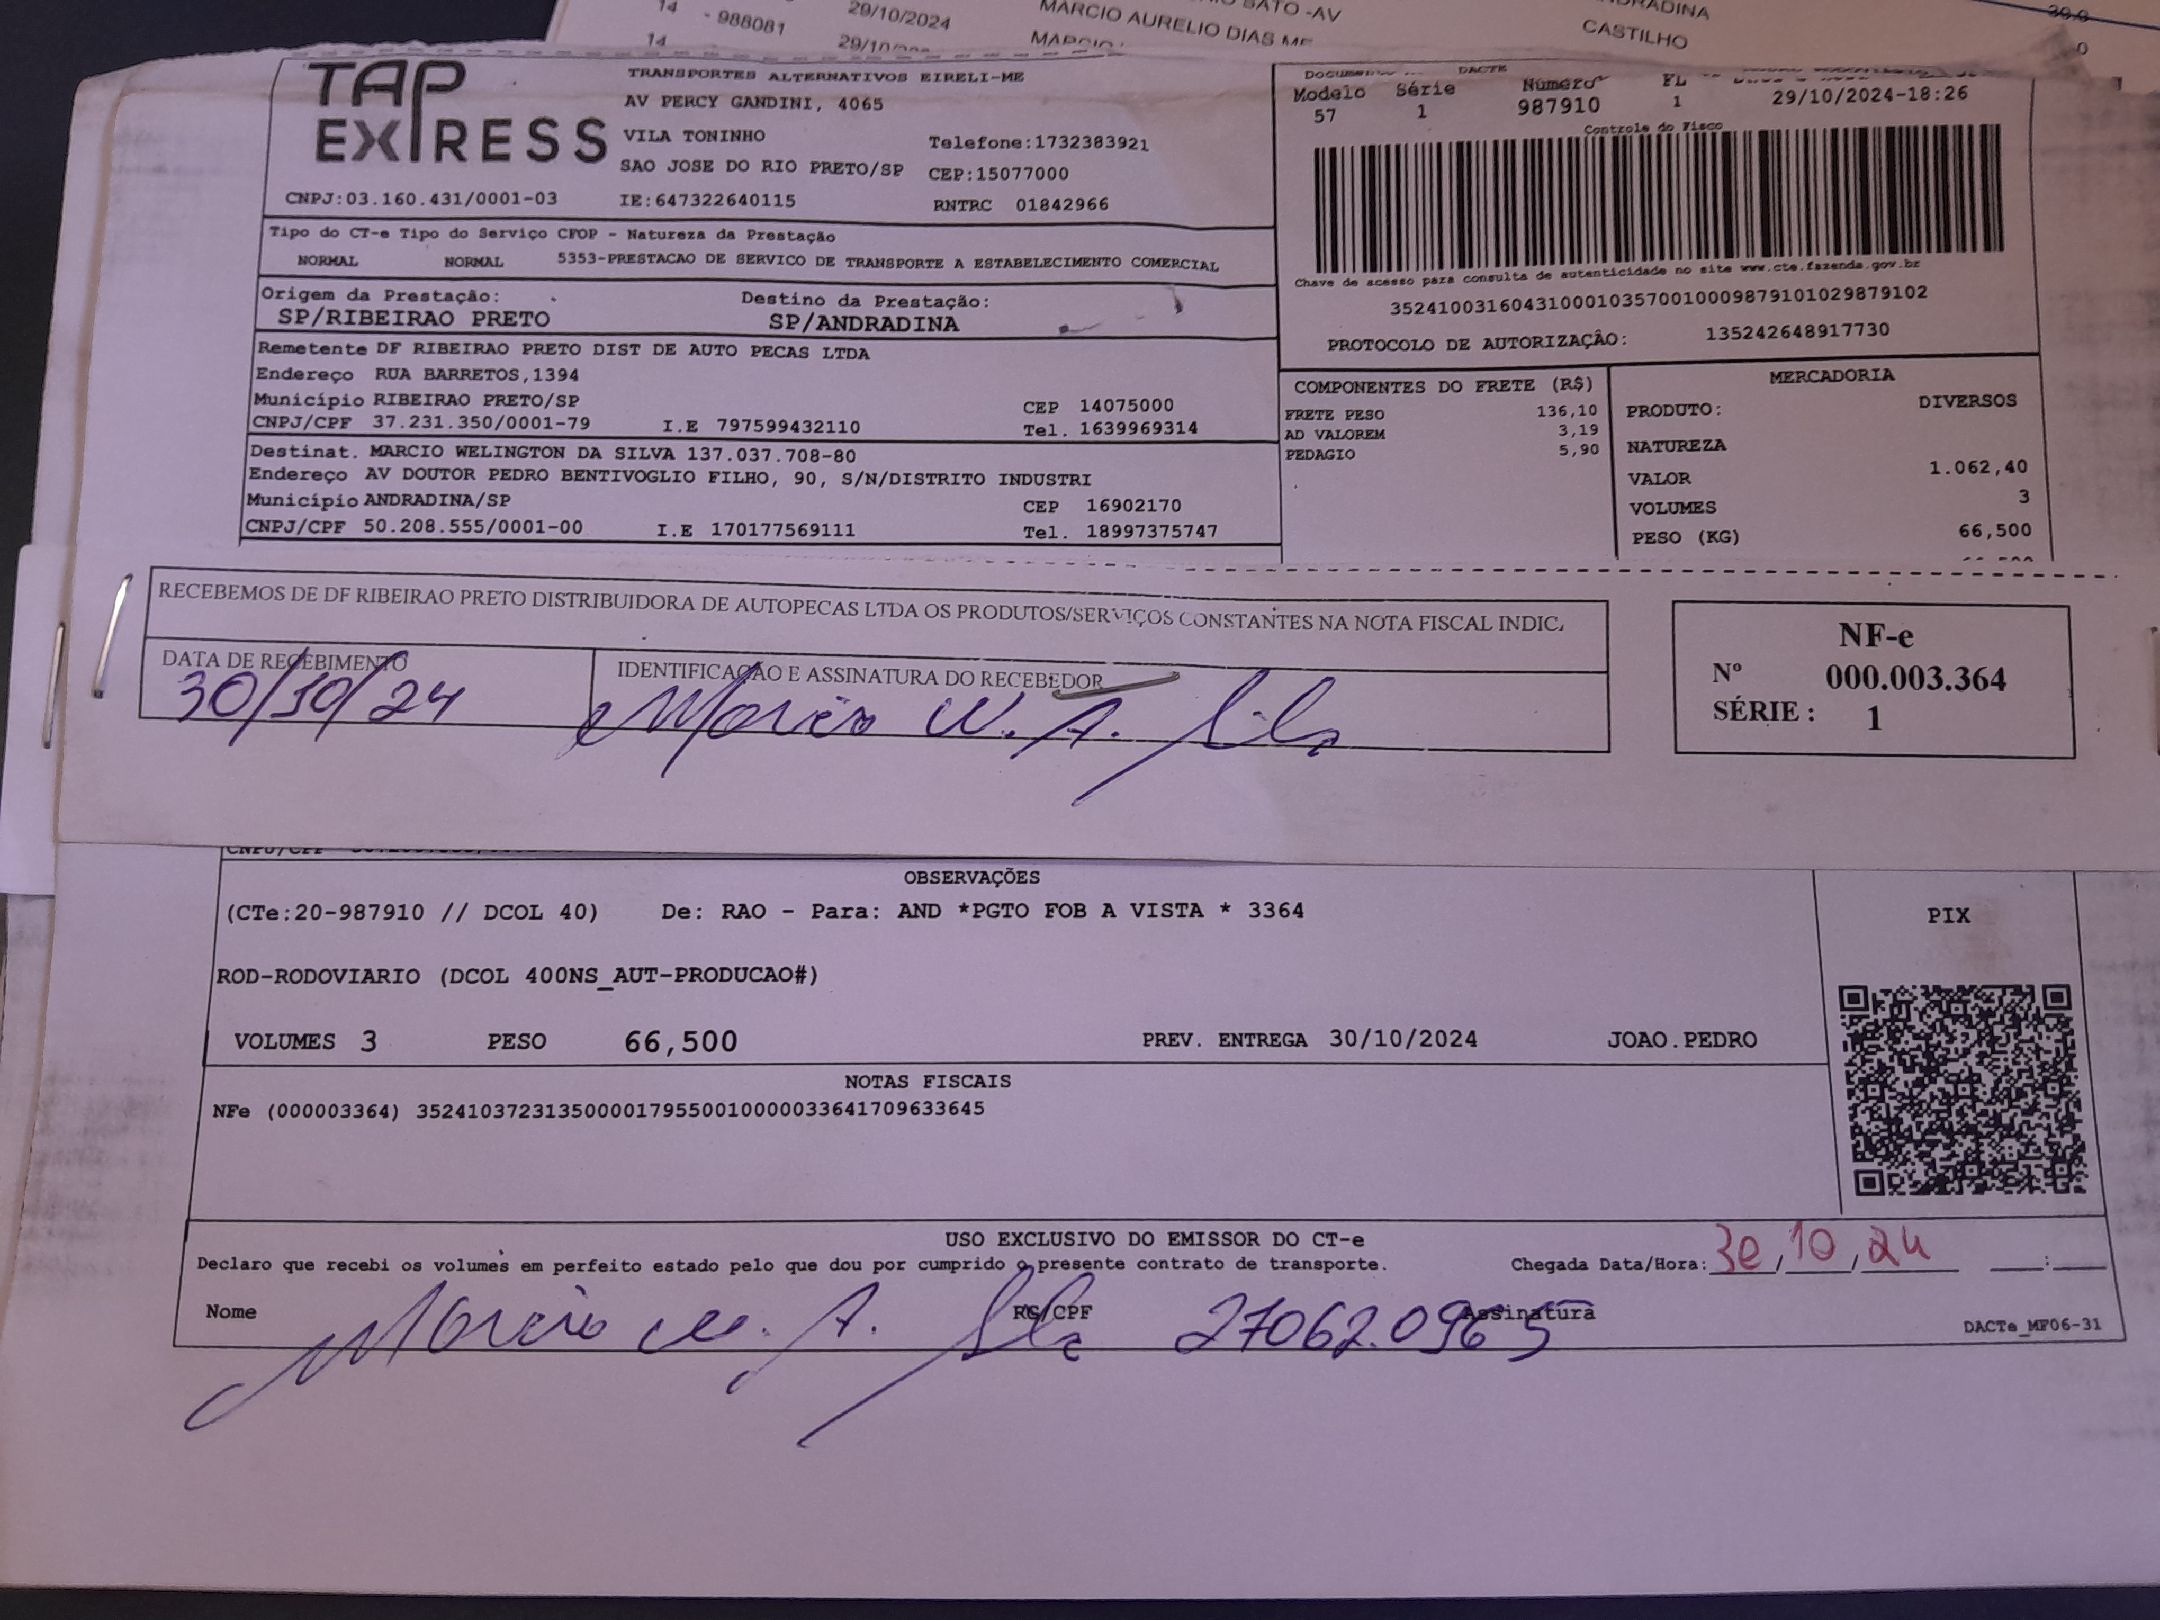 29/10/2024
SATO -AV
14
- 988081
MARCIO AURELIO DIAS ME
CASTILHO
14
TAP EXPRESS
TRANSPORTES ALTERNATIVOS EIRELI-ME
AV PERCY GANDINI, 4065
VILA TONINHO
Telefone:1732383921
SAO JOSE DO RIO PRETO/SP
CEP:15077000
CNPJ:03.160.431/0001-03
IE:647322640115
RNTRC 01842966
DACTE
Modelo Série Número FL
57 1 987910 1 29/10/2024-18:26
Controle do Fisco
Chave de acesso para consulta de autenticidade no site www.cte.fazenda.gov.br
35241003160431000103570010009879101029879102
PROTOCOLO DE AUTORIZAÇÂO: 135242648917730
Tipo do CT-e Tipo do Serviço CFOP - Natureza da Prestação
NORMAL NORMAL 5353-PRESTACAO DE SERVICO DE TRANSPORTE A ESTABELECIMENTO COMERCIAL
Origem da Prestação: Destino da Prestação:
SP/RIBEIRAO PRETO SP/ANDRADINA
Remetente DF RIBEIRAO PRETO DIST DE AUTO PECAS LTDA
Endereço RUA BARRETOS,1394
Município RIBEIRAO PRETO/SP CEP 14075000
CNPJ/CPF 37.231.350/0001-79 I.E 797599432110 Tel. 1639969314
Destinat. MARCIO WELINGTON DA SILVA 137.037.708-80
Endereço AV DOUTOR PEDRO BENTIVOGLIO FILHO, 90, S/N/DISTRITO INDUSTRI
Município ANDRADINA/SP CEP 16902170
CNPJ/CPF 50.208.555/0001-00 I.E 170177569111 Tel. 18997375747
COMPONENTES DO FRETE (R$)
FRETE PESO 136,10
AD VALOREM 3,19
PEDAGIO 5,90
MERCADORIA
PRODUTO: DIVERSOS
NATUREZA
VALOR 1.062,40
VOLUMES 3
PESO (KG) 66,500
RECEBEMOS DE DF RIBEIRAO PRETO DISTRIBUIDORA DE AUTOPECAS LTDA OS PRODUTOS/SERVIÇOS CONSTANTES NA NOTA FISCAL INDIC.
DATA DE RECEBIMENTO
IDENTIFICAÇÃO E ASSINATURA DO RECEBEDOR
30/10/24
Marcio W. A. Silva
NF-e
Nº 000.003.364
SÉRIE : 1
OBSERVAÇÕES
(CTe:20-987910 // DCOL 40) De: RAO - Para: AND *PGTO FOB A VISTA * 3364
PIX
ROD-RODOVIARIO (DCOL 400NS_AUT-PRODUCAO#)
VOLUMES 3 PESO 66,500 PREV. ENTREGA 30/10/2024 JOAO.PEDRO
NOTAS FISCAIS
NFe (000003364) 35241037231350000179550010000033641709633645
USO EXCLUSIVO DO EMISSOR DO CT-e
Declaro que recebi os volumes em perfeito estado pelo que dou por cumprido o presente contrato de transporte.
Chegada Data/Hora: 30/10/24 __:__
Nome RG/CPF Assinatura
Marcio W. A. Silva 27062.0965
DACTe_MF06-31